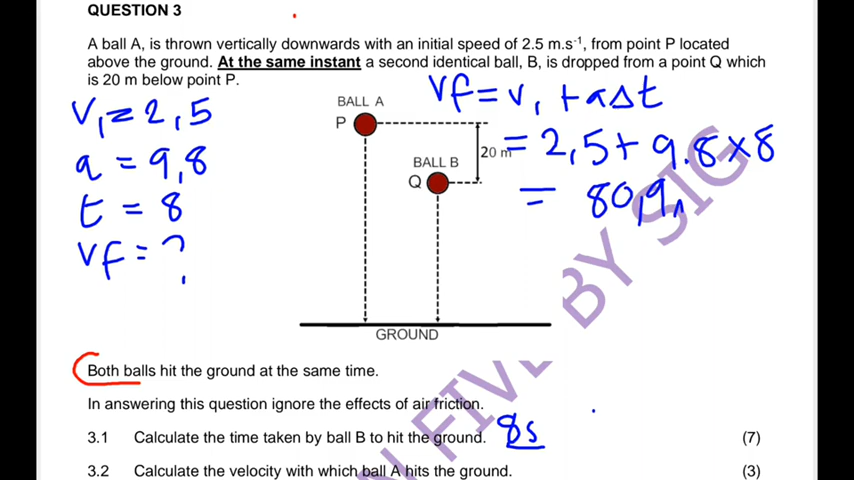 QUESTION 3
A ball A, is thrown vertically downwards with an initial speed of 2.5 m.s⁻¹, from point P located
above the ground. At the same instant a second identical ball, B, is dropped from a point Q which
is 20 m below point P.
vf = v, + aΔt
v, = 2,5
BALL A
P
= 2,5 + 9.8 × 8
20 m
a = 9,8
BALL B
Q
= 80,9
t = 8
vf = ?
GROUND
Both balls hit the ground at the same time.
In answering this question ignore the effects of air friction.
3.1 Calculate the time taken by ball B to hit the ground. 8s (7)
3.2 Calculate the velocity with which ball A hits the ground. (3)
N FIVE BY SIG